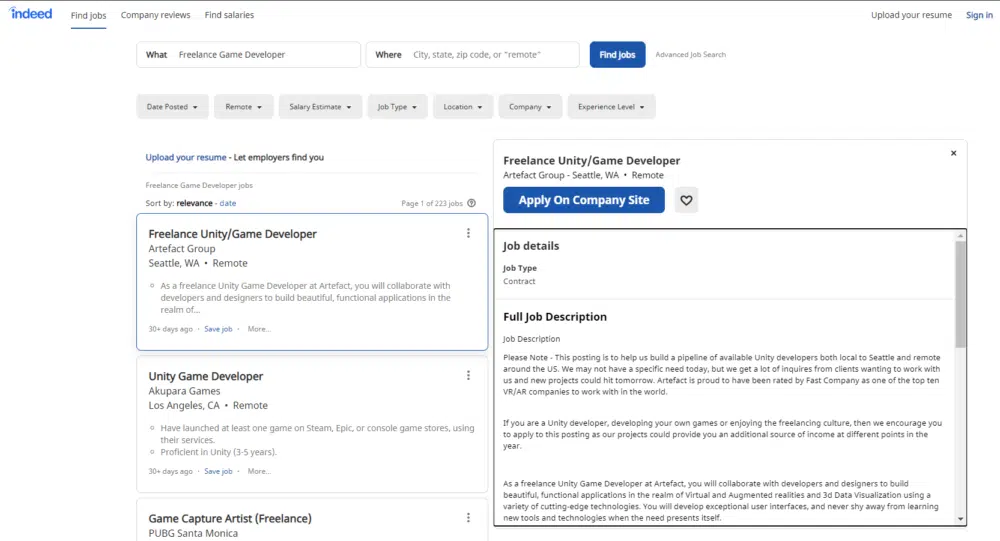 indeed
Find jobs Company reviews Find salaries Upload your resume Sign in
What Freelance Game Developer Where City, state, zip code, or "remote" Find Jobs Advanced Job Search
Date Posted Remote Salary Estimate Job Type Location Company Experience Level
Upload your resume - Let employers find you
Freelance Game Developer jobs
Sort by: relevance - date Page 1 of 223 jobs
Freelance Unity/Game Developer
Artefact Group
Seattle, WA • Remote
As a freelance Unity Game Developer at Artefact, you will collaborate with
developers and designers to build beautiful, functional applications in the
realm of...
30+ days ago · Save job · More...
Unity Game Developer
Akupara Games
Los Angeles, CA • Remote
Have launched at least one game on Steam, Epic, or console game stores, using
their services.
Proficient in Unity (3-5 years).
30+ days ago · Save job · More...
Game Capture Artist (Freelance)
PUBG Santa Monica
Freelance Unity/Game Developer
Artefact Group - Seattle, WA • Remote
Apply On Company Site
Job details
Job Type
Contract
Full Job Description
Job Description
Please Note - This posting is to help us build a pipeline of available Unity developers both local to Seattle and remote
around the US. We may not have a specific need today, but we get a lot of inquires from clients wanting to work with
us and new projects could hit tomorrow. Artefact is proud to have been rated by Fast Company as one of the top ten
VR/AR companies to work with in the world.
If you are a Unity developer, developing your own games or enjoying the freelancing culture, then we encourage you
to apply to this posting as our projects could provide you an additional source of income at different points in the
year.
As a freelance Unity Game Developer at Artefact, you will collaborate with developers and designers to build
beautiful, functional applications in the realm of Virtual and Augmented realities and 3d Data Visualization using a
variety of cutting-edge technologies. You will develop exceptional user interfaces, and never shy away from learning
new tools and technologies when the need presents itself.